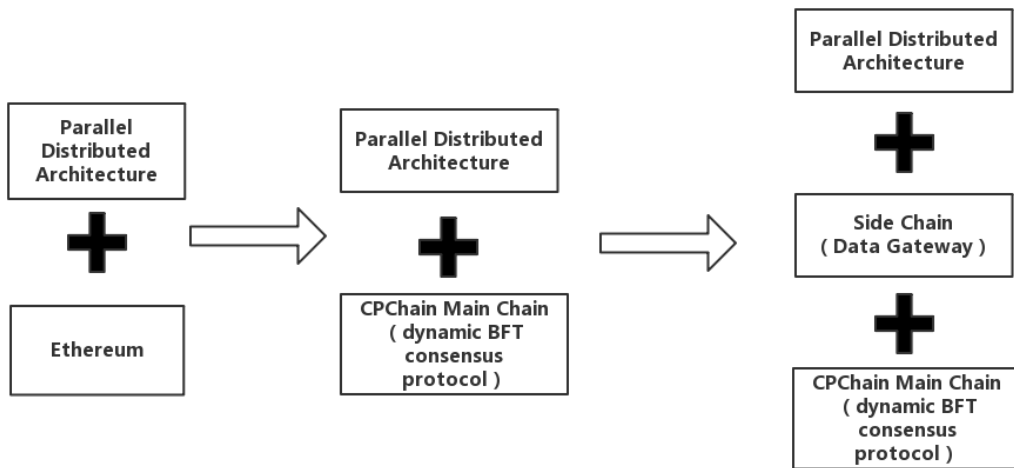 Parallel
Distributed
Architecture
Ethereum
Parallel Distributed
Architecture
CPChain Main Chain
( dynamic BFT
consensus
protocol )
Parallel Distributed
Architecture
Side Chain
( Data Gateway )
CPChain Main Chain
( dynamic BFT
consensus
protocol )